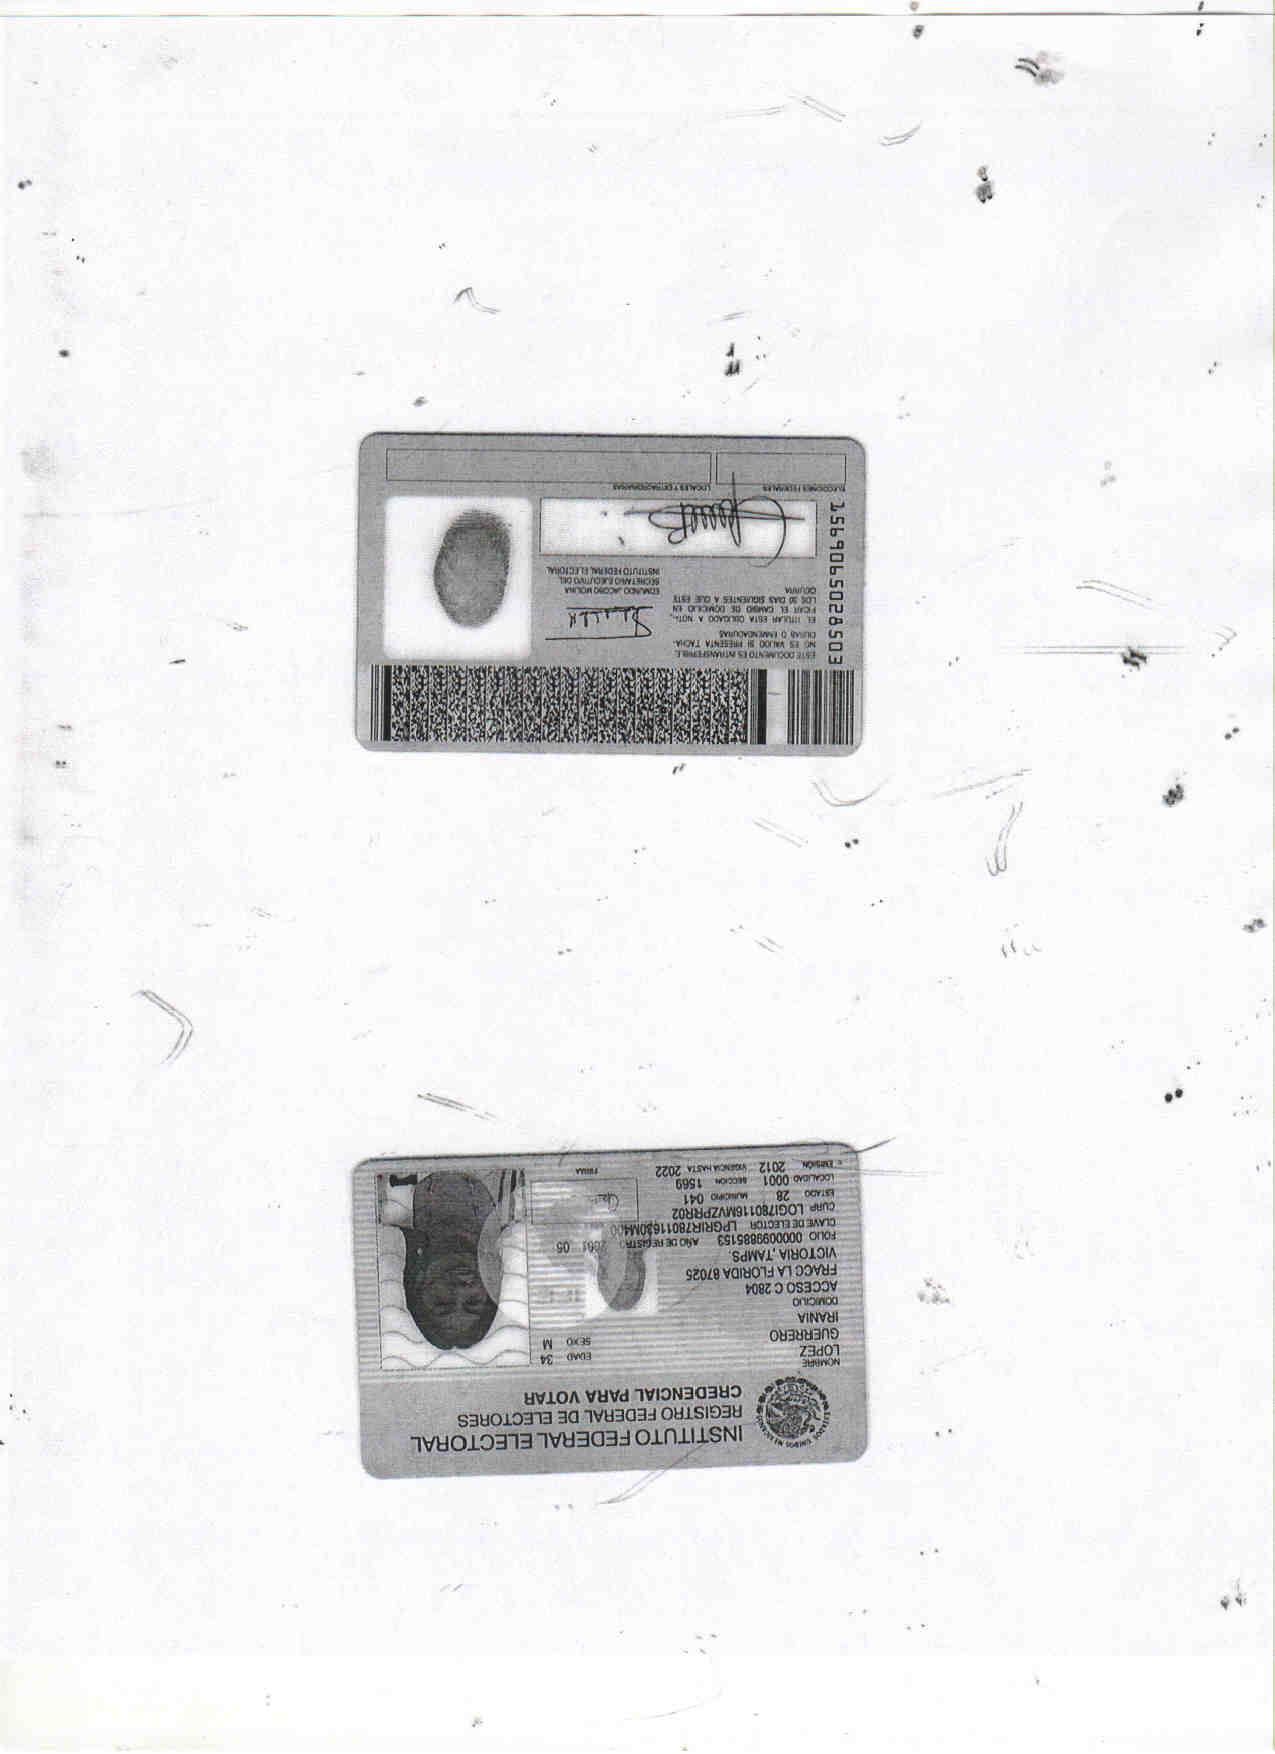 INSTITUTO FEDERAL ELECTORAL
REGISTRO FEDERAL DE ELECTORES
CREDENCIAL PARA VOTAR
NOMBRE
LOPEZ
GUERRERO
IRANIA
EDAD 34
SEXO M
DOMICILIO
ACCESO C 2804
FRACC LA FLORIDA 87025
VICTORIA ,TAMPS.
FOLIO 0000099885153 AÑO DE REGISTRO 2001 05
CLAVE DE ELECTOR LPGRIR78011630M400
CURP LOGI780116MVZPRR02
ESTADO 28 MUNICIPIO 041
LOCALIDAD 0001 SECCION 1569
EMISIÓN 2012 VIGENCIA HASTA 2022
FIRMA
ESTE DOCUMENTO ES INTRANSFERIBLE.
NO ES VALIDO SI PRESENTA TACHA-
DURAS O ENMENDADURAS.
EL TITULAR ESTA OBLIGADO A NOTI-
FICAR EL CAMBIO DE DOMICILIO EN
LOS 30 DIAS SIGUIENTES A QUE ESTE
OCURRA
EDMUNDO JACOBO MOLINA
SECRETARIO EJECUTIVO DEL
INSTITUTO FEDERAL ELECTORAL
ELECCIONES FEDERALES
LOCALES Y EXTRAORDINARIAS
1569065028503